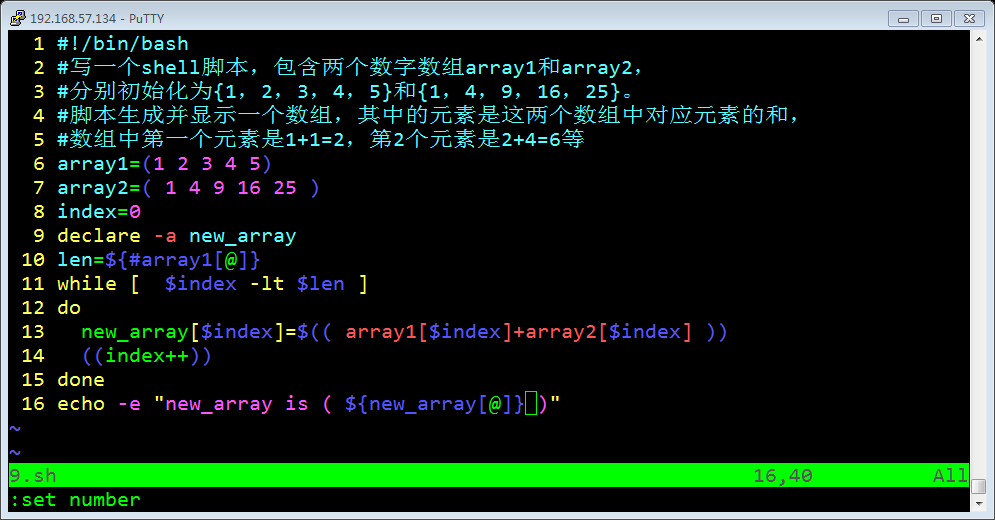 192.168.57.134 - PuTTY
1 #!/bin/bash
2 #写一个shell脚本，包含两个数字数组array1和array2，
3 #分别初始化为{1，2，3，4，5}和{1，4，9，16，25}。
4 #脚本生成并显示一个数组，其中的元素是这两个数组中对应元素的和，
5 #数组中第一个元素是1+1=2，第2个元素是2+4=6等
6 array1=(1 2 3 4 5)
7 array2=( 1 4 9 16 25 )
8 index=0
9 declare -a new_array
10 len=${#array1[@]}
11 while [  $index -lt $len ]
12 do
13   new_array[$index]=$(( array1[$index]+array2[$index] ))
14   ((index++))
15 done
16 echo -e "new_array is ( ${new_array[@]} )"
~
~
9.sh 16,40 All
:set number